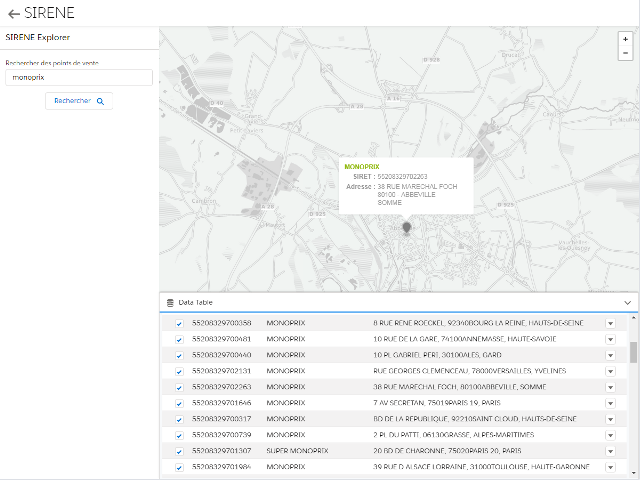 SIRENE
SIRENE Explorer
Rechercher des points de vente
monoprix
Rechercher
+
−
D 928
D 40
D 925
D 925
A 28
Cambron
MONOPRIX
SIRET : 55208329702263
Adresse : 38 RUE MARECHAL FOCH
80100 - ABBEVILLE
SOMME
Data Table
55208329700358 MONOPRIX 8 RUE RENE ROECKEL, 92340BOURG LA REINE, HAUTS-DE-SEINE
55208329700481 MONOPRIX 10 RUE DE LA GARE, 74100ANNEMASSE, HAUTE-SAVOIE
55208329700440 MONOPRIX 10 PL GABRIEL PERI, 30100ALES, GARD
55208329702131 MONOPRIX RUE GEORGES CLEMENCEAU, 78000VERSAILLES, YVELINES
55208329702263 MONOPRIX 38 RUE MARECHAL FOCH, 80100ABBEVILLE, SOMME
55208329701646 MONOPRIX 7 AV SECRETAN, 75019PARIS 19, PARIS
55208329700317 MONOPRIX BD DE LA REPUBLIQUE, 92210SAINT CLOUD, HAUTS-DE-SEINE
55208329700739 MONOPRIX 2 PL DU PATTI, 06130GRASSE, ALPES-MARITIMES
55208329701307 SUPER MONOPRIX 20 BD DE CHARONNE, 75020PARIS 20, PARIS
55208329701984 MONOPRIX 39 RUE D ALSACE LORRAINE, 31000TOULOUSE, HAUTE-GARONNE